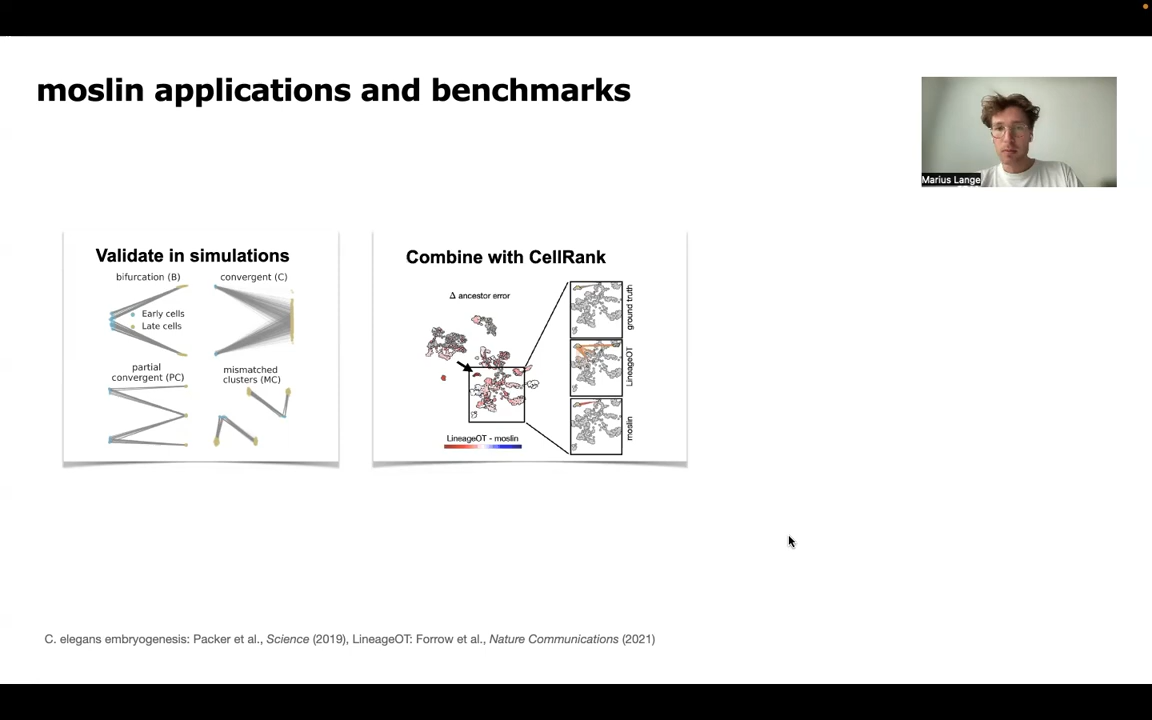 moslin applications and benchmarks
Marius Lange
Validate in simulations
bifurcation (B)
convergent (C)
Early cells
Late cells
partial
convergent (PC)
mismatched
clusters (MC)
Combine with CellRank
Δ ancestor error
ground truth
LineageOT
moslin
LineageOT - moslin
C. elegans embryogenesis: Packer et al., Science (2019), LineageOT: Forrow et al., Nature Communications (2021)